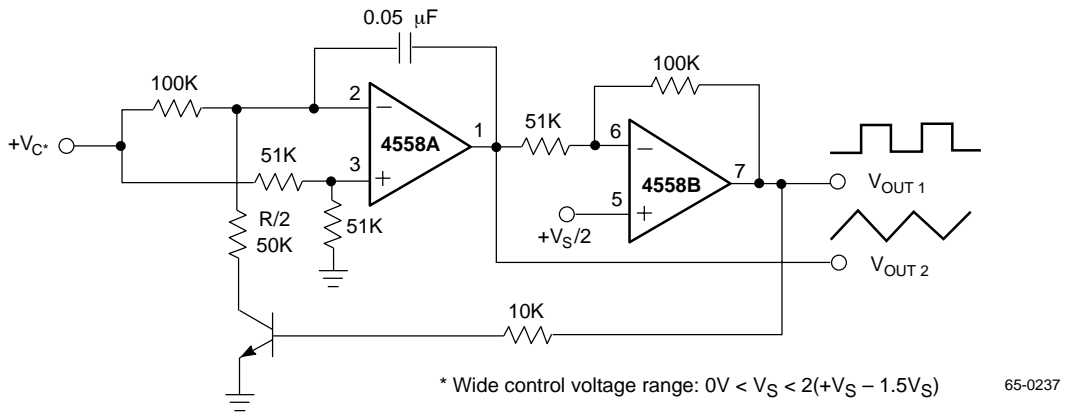 0.05 μF
100K
100K
2
−
4558A
1
51K
6
−
+VC*
51K
3
+
4558B
7
VOUT 1
R/2
50K
51K
5
+
+VS/2
VOUT 2
10K
* Wide control voltage range: 0V < VS < 2(+VS – 1.5VS)
65-0237